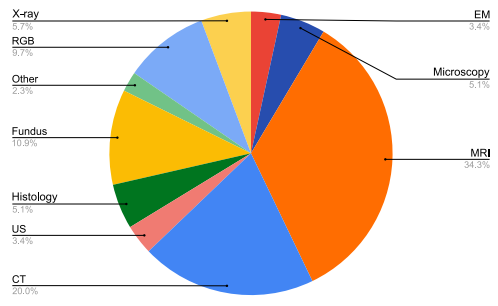 X-ray
5.7%
RGB
9.7%
Other
2.3%
Fundus
10.9%
Histology
5.1%
US
3.4%
CT
20.0%
EM
3.4%
Microscopy
5.1%
MRI
34.3%